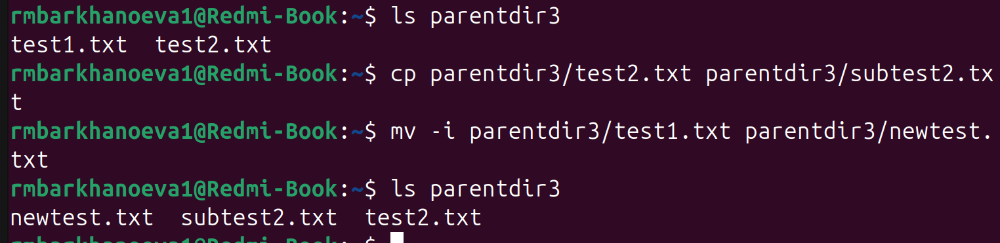 rmbarkhanoeva1@Redmi-Book:~$ ls parentdir3
test1.txt  test2.txt
rmbarkhanoeva1@Redmi-Book:~$ cp parentdir3/test2.txt parentdir3/subtest2.tx
t
rmbarkhanoeva1@Redmi-Book:~$ mv -i parentdir3/test1.txt parentdir3/newtest.
txt
rmbarkhanoeva1@Redmi-Book:~$ ls parentdir3
newtest.txt  subtest2.txt  test2.txt